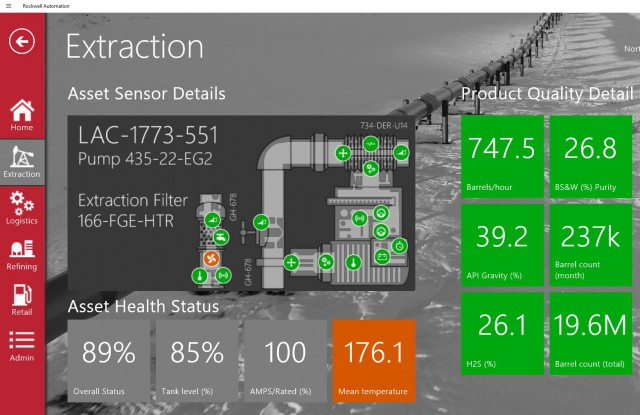 Rockwell Automation
Extraction
Nort
Home
Extraction
Logistics
Refining
Retail
Admin
Asset Sensor Details
LAC-1773-551
Pump 435-22-EG2
Extraction Filter
166-FGE-HTR
734-DER-U14
GH-678
GH-678
Asset Health Status
89%
Overall Status
85%
Tank level (%)
100
AMPS/Rated (%)
176.1
Mean temperature
Product Quality Detail
747.5
Barrels/hour
26.8
BS&W (%) Purity
39.2
API Gravity (%)
237k
Barrel count
(month)
26.1
H2S (%)
19.6M
Barrel count (total)